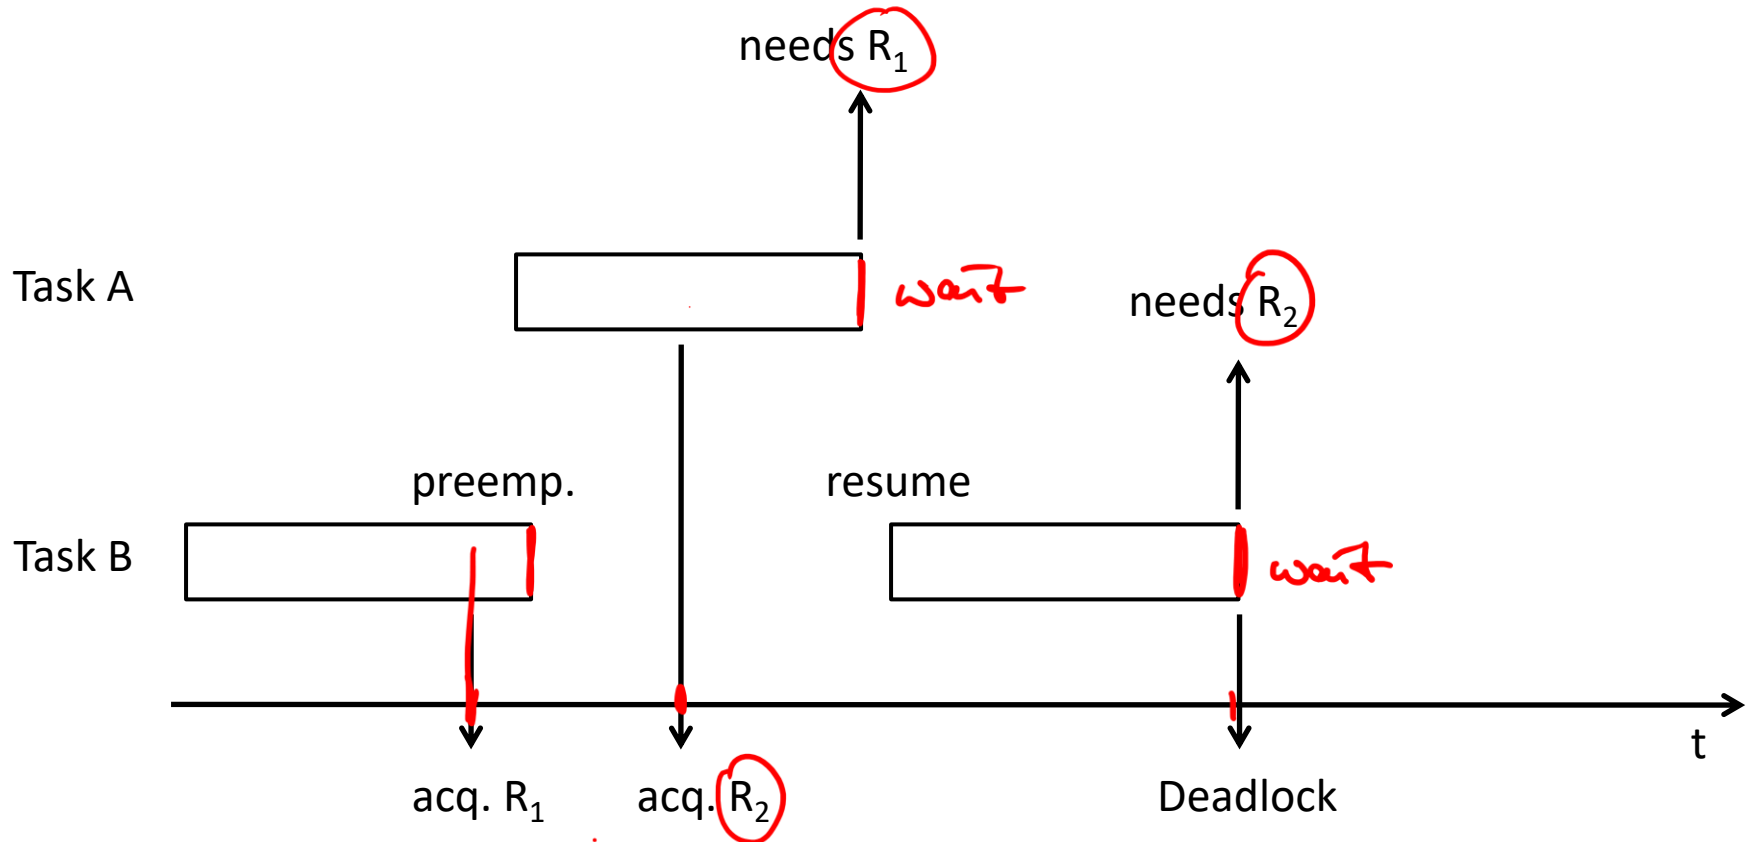 needs R₁
Task A
wait
needs R₂
preemp.
resume
Task B
wait
t
acq. R₁
acq. R₂
Deadlock